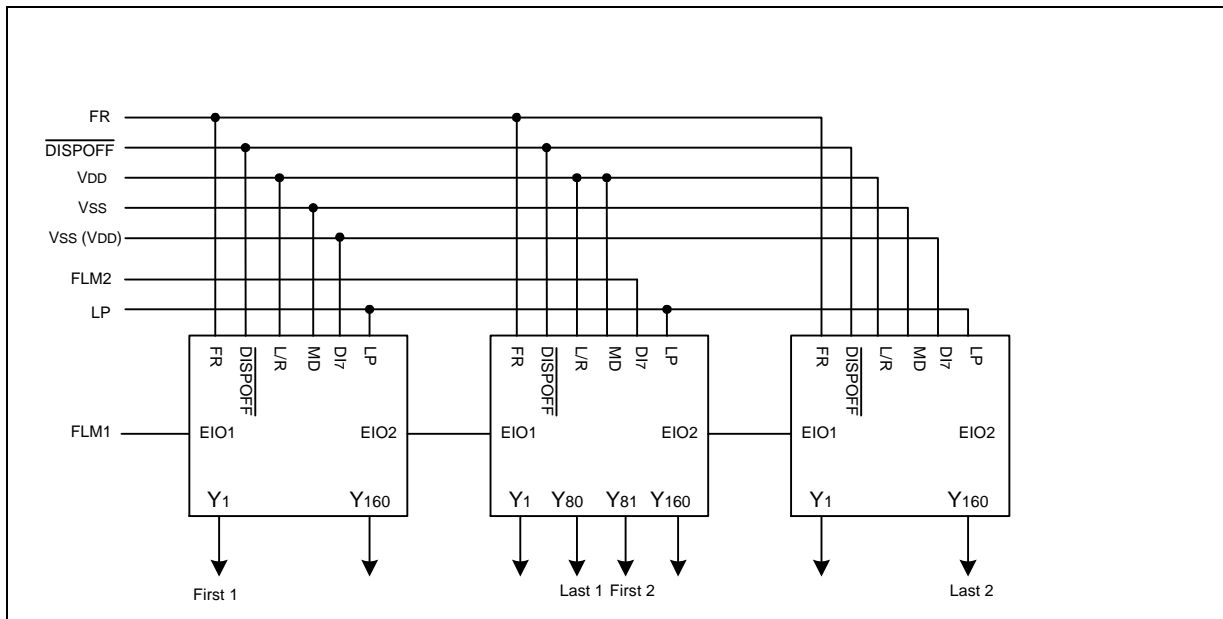 FR
DISPOFF
VDD
VSS
VSS (VDD)
FLM2
LP
FR DISPOFF L/R MD DI7 LP
FR DISPOFF L/R MD DI7 LP
FR DISPOFF L/R MD DI7 LP
FLM1
EIO1 EIO2
EIO1 EIO2
EIO1 EIO2
Y1 Y160
Y1 Y80 Y81 Y160
Y1 Y160
First 1
Last 1 First 2
Last 2